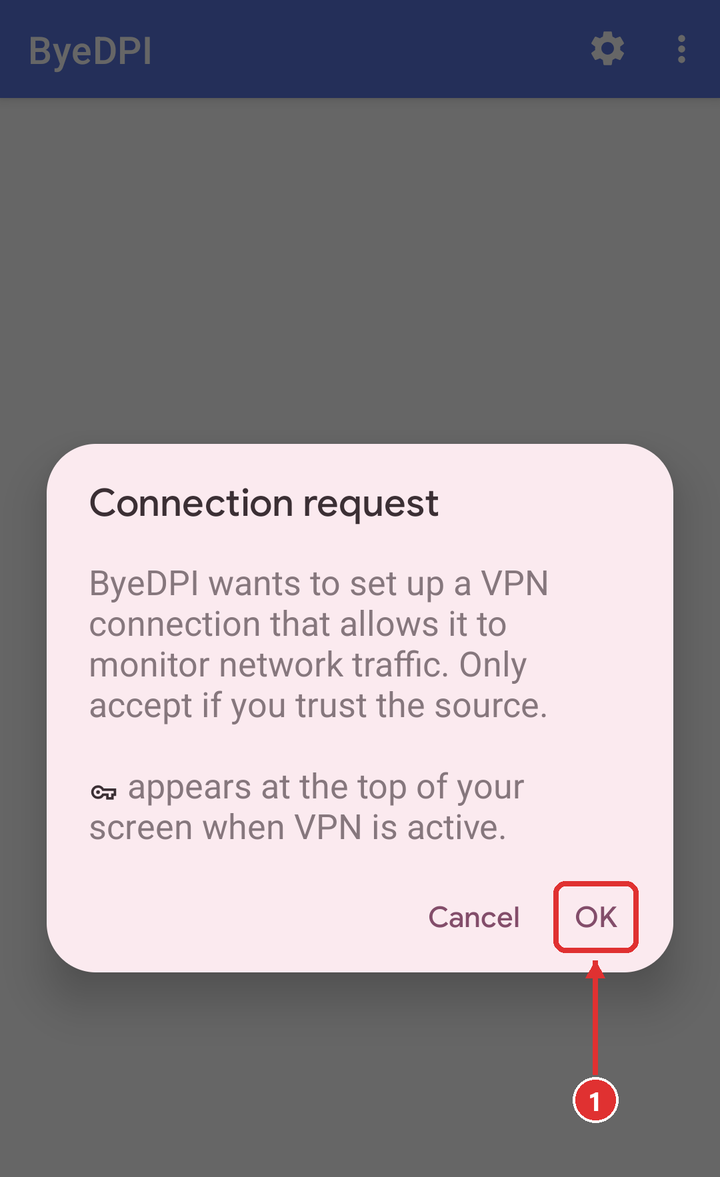 ByeDPI
Connection request
ByeDPI wants to set up a VPN
connection that allows it to
monitor network traffic. Only
accept if you trust the source.
appears at the top of your
screen when VPN is active.
Cancel OK
1